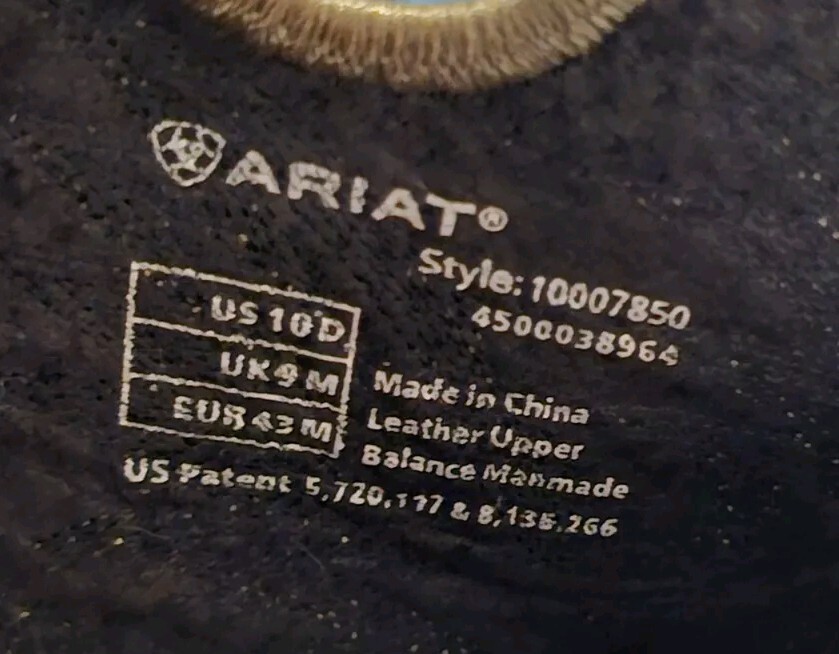 ARIAT®
Style: 10007850
4500038964
US 10 D
UK 9 M
EUR 43 M
Made in China
Leather Upper
Balance Manmade
US Patent 5,720,117 & 8,135,266